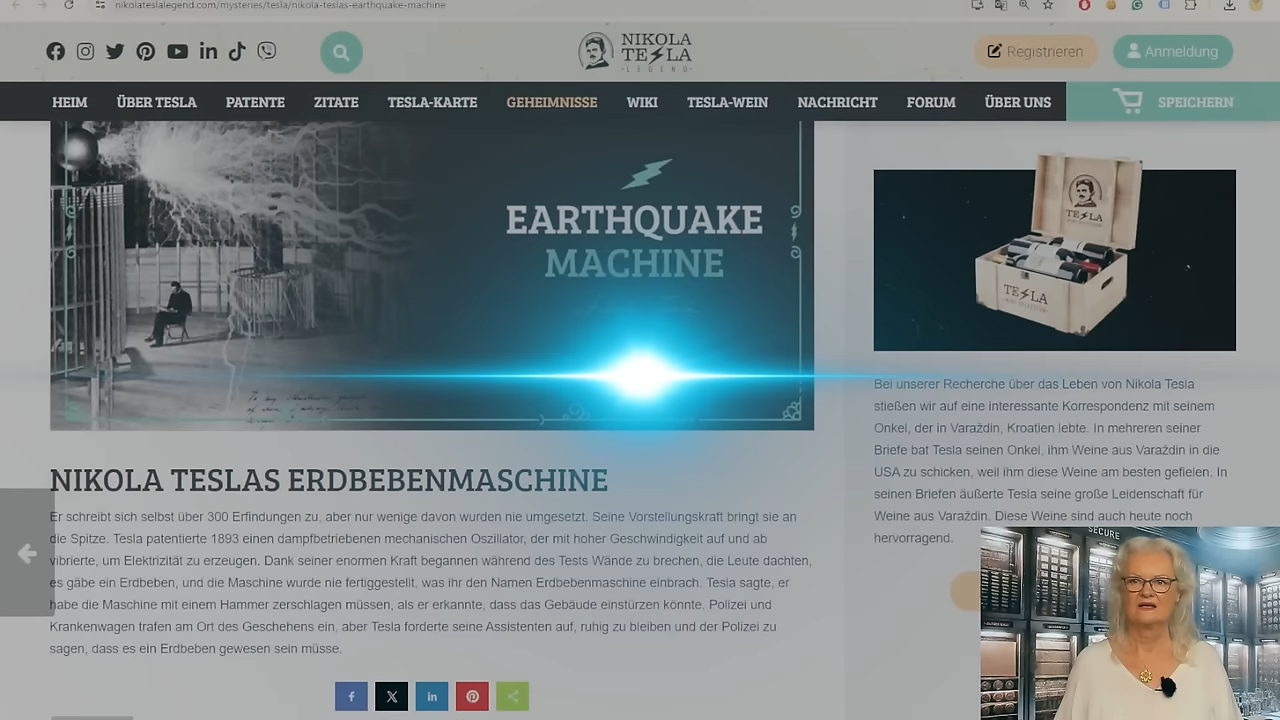 nikolateslalegend.com/mysteries/tesla/nikola-teslas-earthquake-machine
NIKOLA
TESLA
LEGEND
Registrieren
Anmeldung
HEIM
ÜBER TESLA
PATENTE
ZITATE
TESLA-KARTE
GEHEIMNISSE
WIKI
TESLA-WEIN
NACHRICHT
FORUM
ÜBER UNS
SPEICHERN
EARTHQUAKE
MACHINE
TESLA
TESLA
NIKOLA TESLAS ERDBEBENMASCHINE
Er schreibt sich selbst über 300 Erfindungen zu, aber nur wenige davon wurden nie umgesetzt. Seine Vorstellungskraft bringt sie an
die Spitze. Tesla patentierte 1893 einen dampfbetriebenen mechanischen Oszillator, der mit hoher Geschwindigkeit auf und ab
vibrierte, um Elektrizität zu erzeugen. Dank seiner enormen Kraft begannen während des Tests Wände zu brechen, die Leute dachten,
es gäbe ein Erdbeben, und die Maschine wurde nie fertiggestellt, was ihr den Namen Erdbebenmaschine einbrach. Tesla sagte, er
habe die Maschine mit einem Hammer zerschlagen müssen, als er erkannte, dass das Gebäude einstürzen könnte. Polizei und
Krankenwagen trafen am Ort des Geschehens ein, aber Tesla forderte seine Assistenten auf, ruhig zu bleiben und der Polizei zu
sagen, dass es ein Erdbeben gewesen sein müsse.
Bei unserer Recherche über das Leben von Nikola Tesla
stießen wir auf eine interessante Korrespondenz mit seinem
Onkel, der in Varaždin, Kroatien lebte. In mehreren seiner
Briefe bat Tesla seinen Onkel, ihm Weine aus Varaždin in die
USA zu schicken, weil ihm diese Weine am besten gefielen. In
seinen Briefen äußerte Tesla seine große Leidenschaft für
Weine aus Varaždin. Diese Weine sind auch heute noch
hervorragend.
SECURE